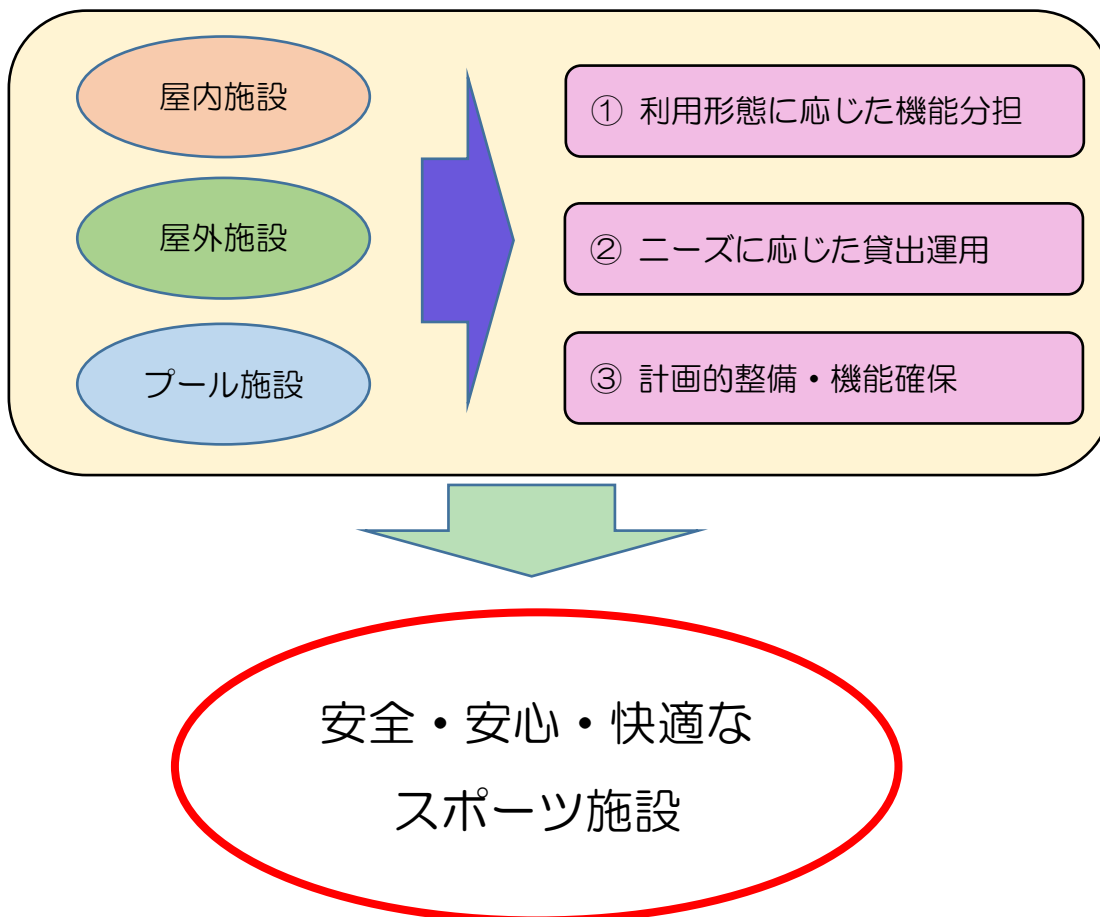 屋内施設
屋外施設
プール施設
① 利用形態に応じた機能分担
② ニーズに応じた貸出運用
③ 計画的整備・機能確保
安全・安心・快適な
スポーツ施設